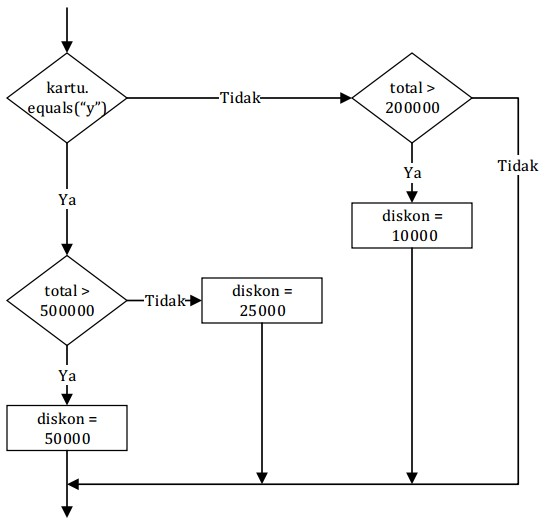 kartu.
equals(“y”)
Tidak
total >
200000
Tidak
Ya
diskon =
10000
Ya
total >
500000
Tidak
diskon =
25000
Ya
diskon =
50000